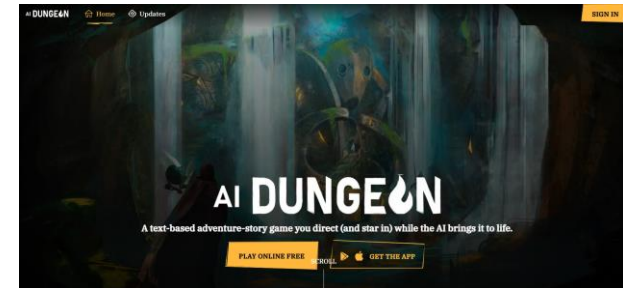 AI DUNGEON Home Updates SIGN IN
AI DUNGEON
A text-based adventure-story game you direct (and star in) while the AI brings it to life.
PLAY ONLINE FREE SCROLL GET THE APP